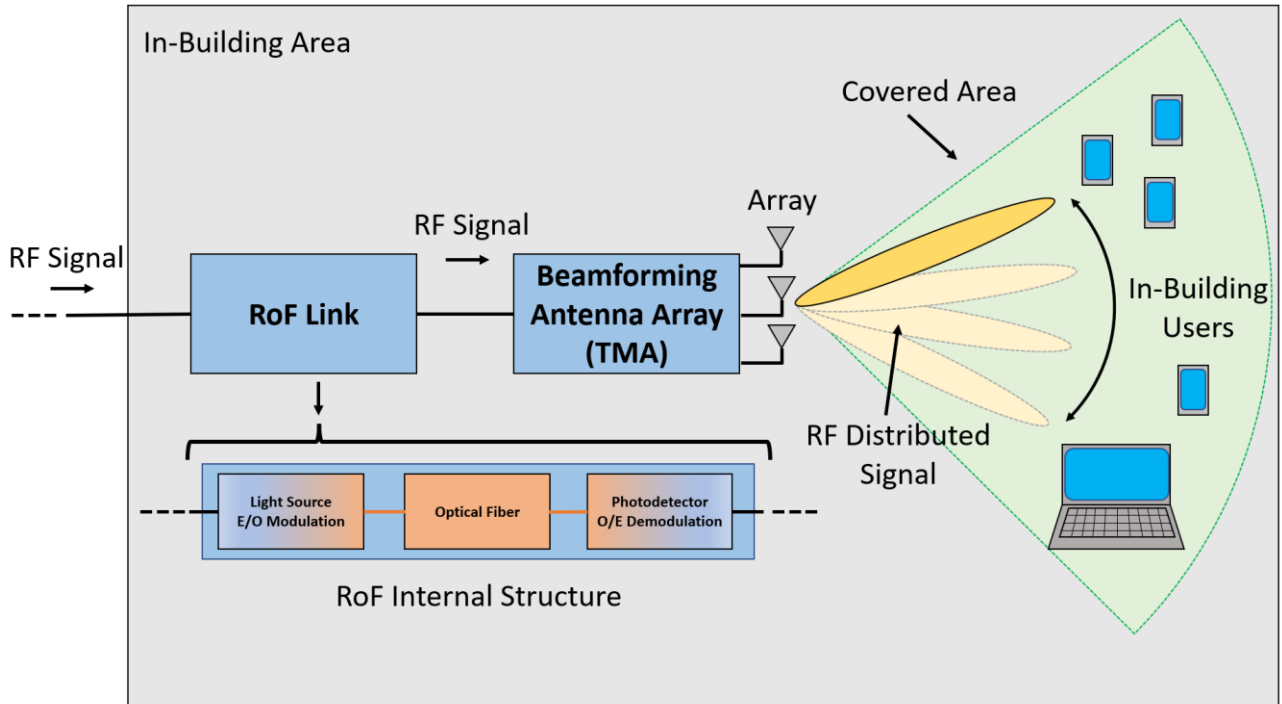 In-Building Area
Covered Area
Array
RF Signal
RF Signal
RoF Link
Beamforming
Antenna Array
(TMA)
In-Building
Users
RF Distributed
Signal
Light Source
E/O Modulation
Optical Fiber
Photodetector
O/E Demodulation
RoF Internal Structure